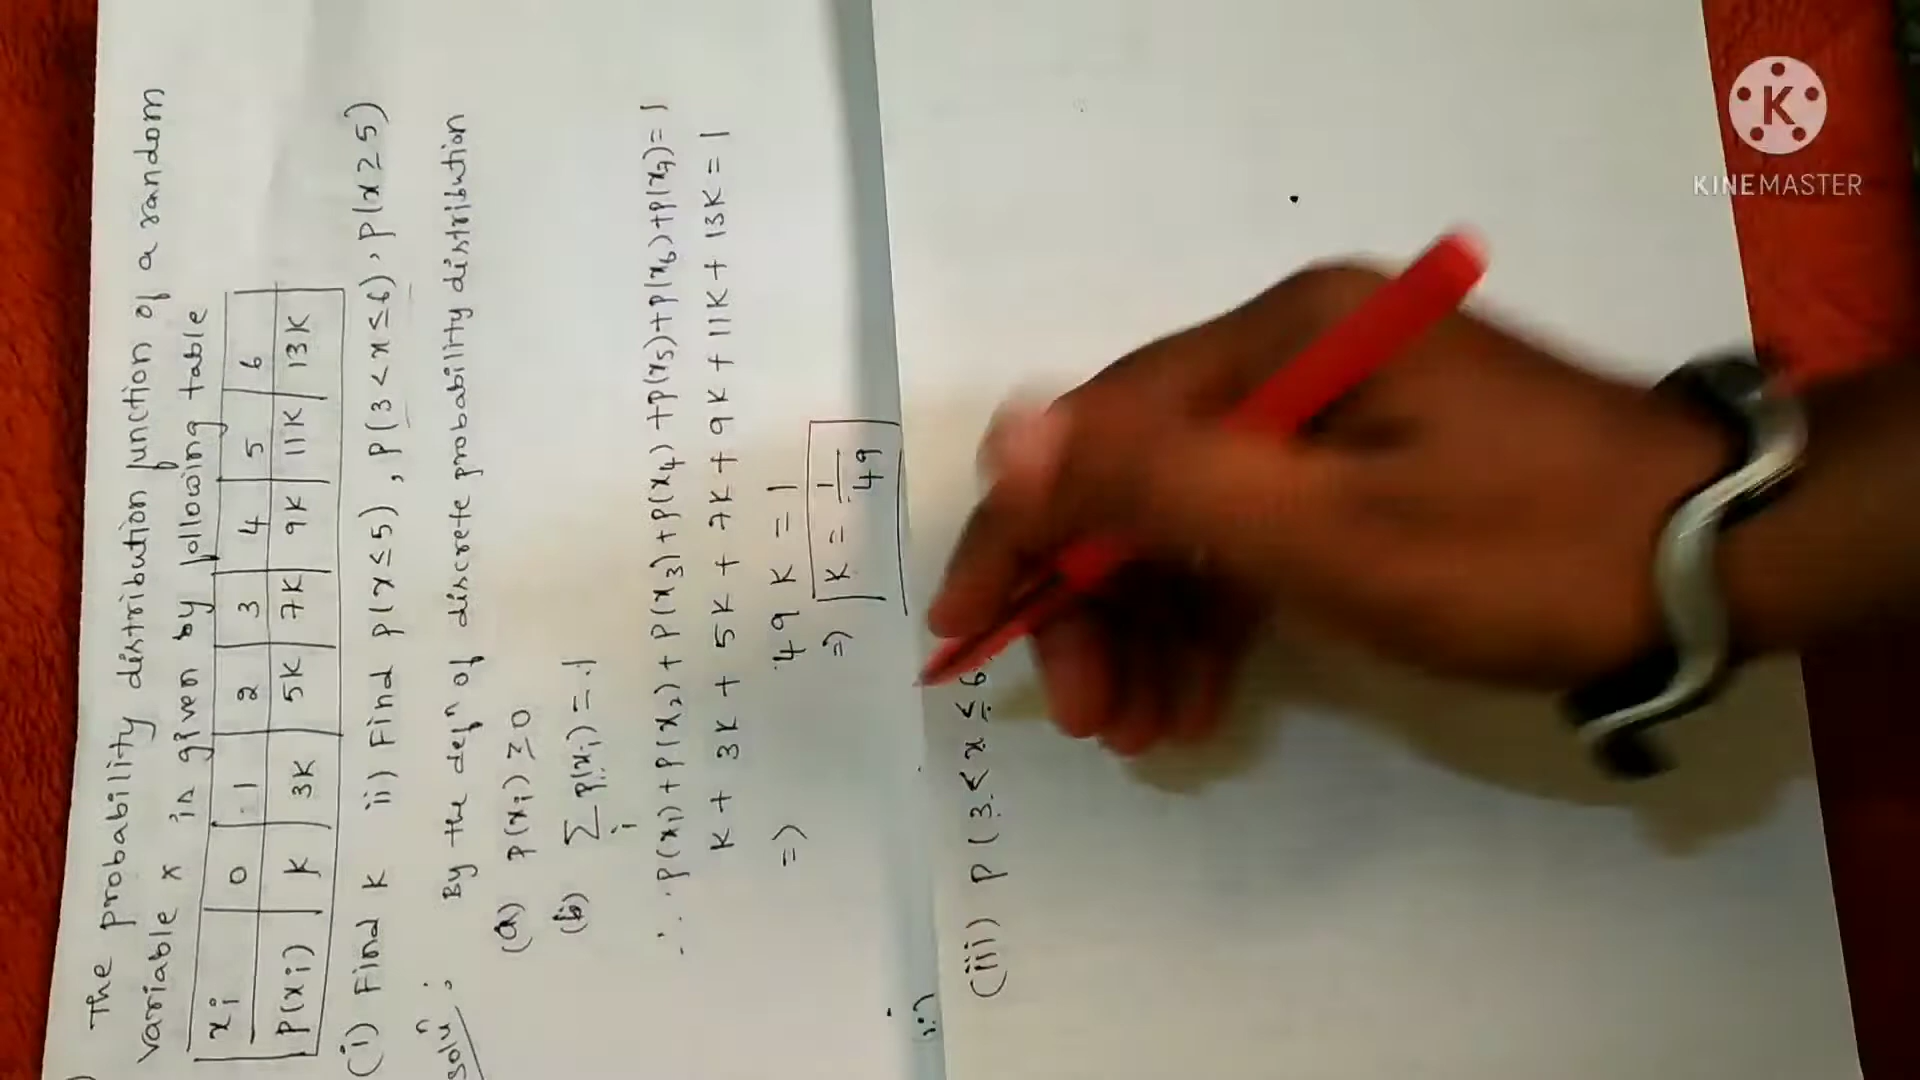 The probability distribution function of a random
variable x is given by following table
xi 0 1 2 3 4 5 6
P(xi) K 3K 5K 7K 9K 11K 13K
(i) Find K ii) Find P(x ≤ 5), P(3 < x ≤ 6), P(x ≥ 5)
Solⁿ: By the defⁿ of discrete probability distribution
(a) P(xi) ≥ 0
(b) ∑i P(xi) = 1
∴ P(x1) + P(x2) + P(x3) + P(x4) + P(x5) + P(x6) + P(x7) = 1
K + 3K + 5K + 7K + 9K + 11K + 13K = 1
=) 49K = 1
=) K = 1/49
(iii) P(3 < x ≤ 6
KINEMASTER